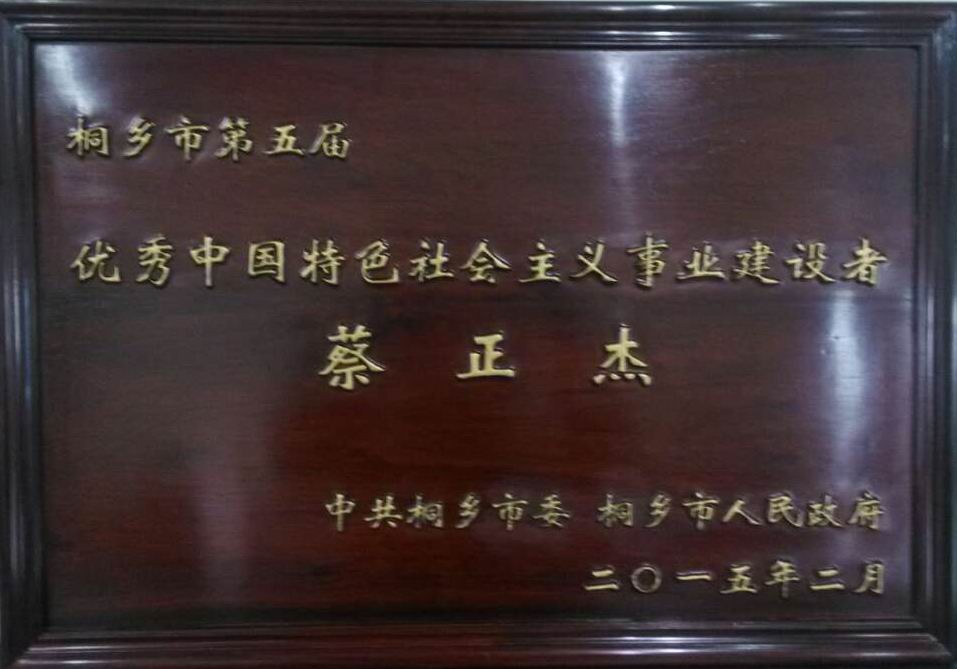 桐乡市第五届
优秀中国特色社会主义事业建设者
蔡正杰
中共桐乡市委 桐乡市人民政府
二〇一五年二月